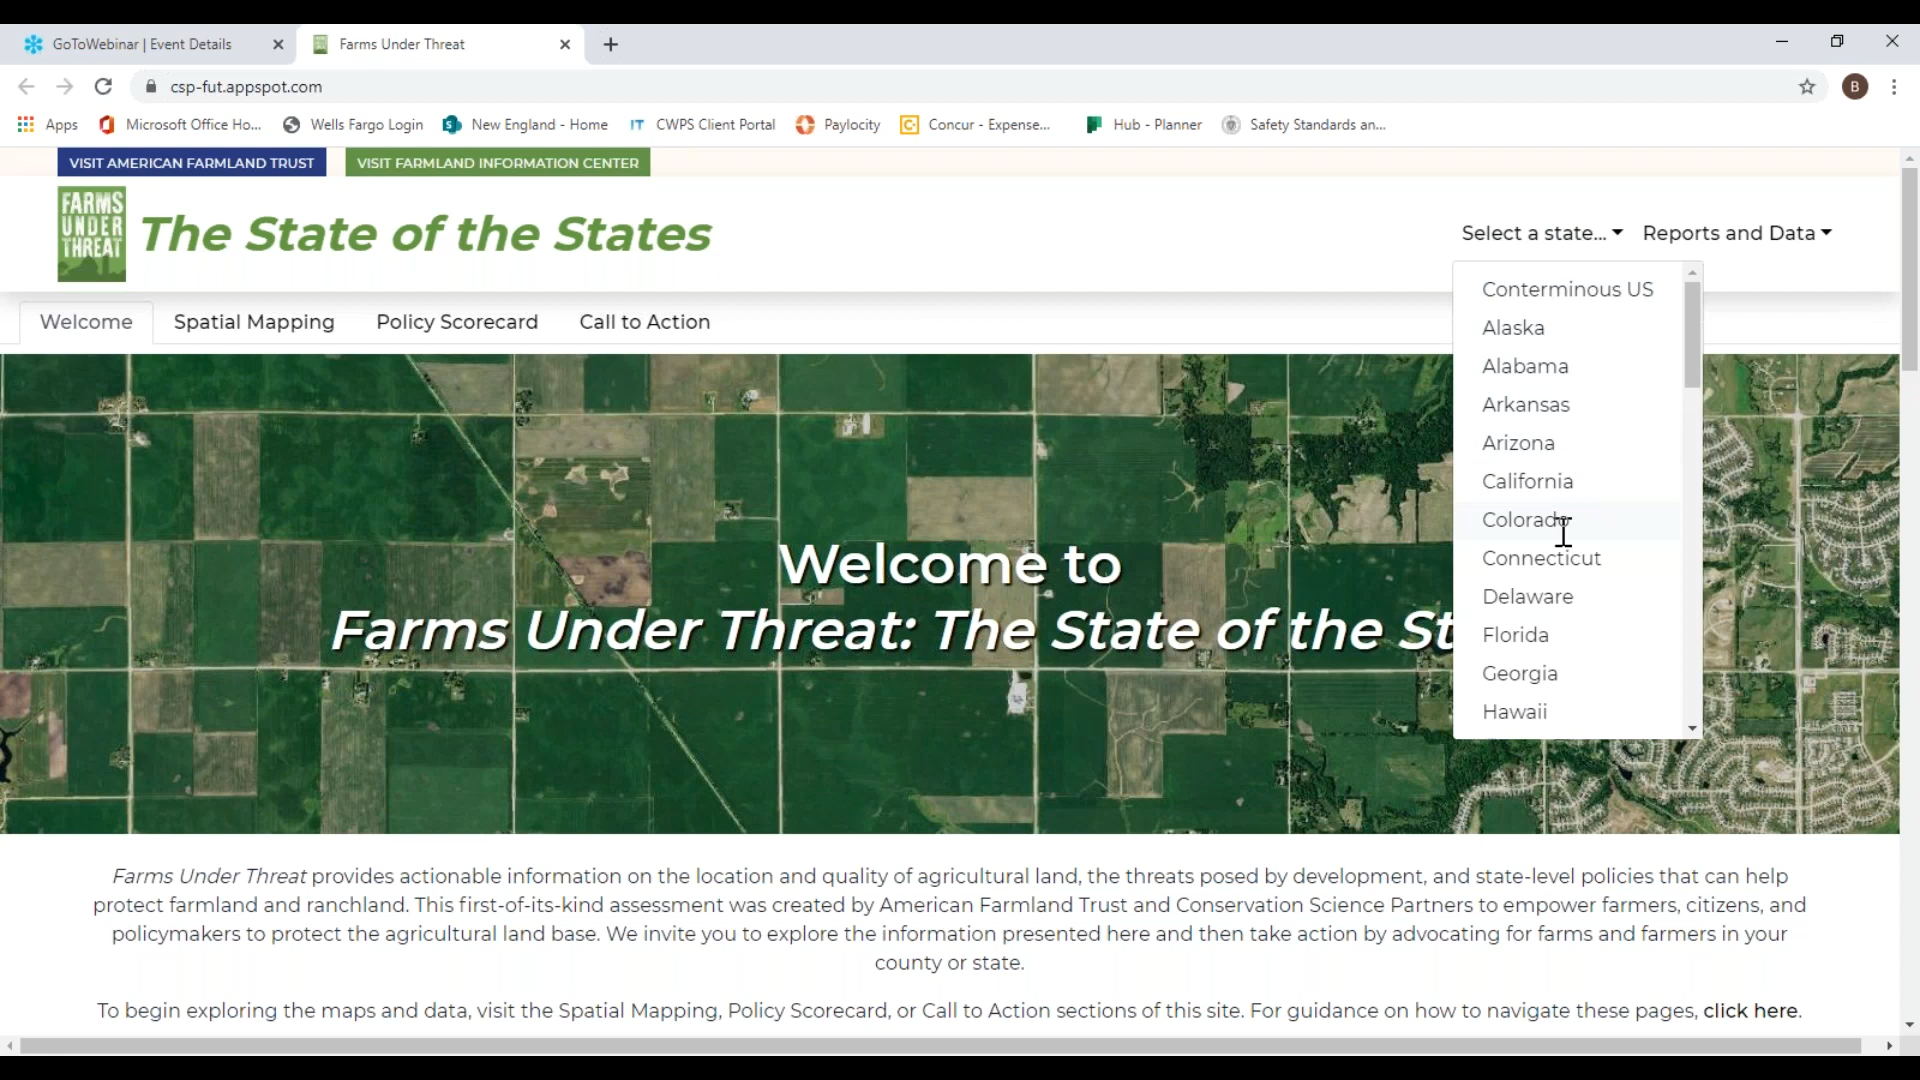 GoToWebinar | Event Details
Farms Under Threat
csp-fut.appspot.com
B
Apps
Microsoft Office Ho...
Wells Fargo Login
New England - Home
IT CWPS Client Portal
Paylocity
Concur - Expense...
Hub - Planner
Safety Standards an...
VISIT AMERICAN FARMLAND TRUST
VISIT FARMLAND INFORMATION CENTER
FARMS
UNDER
THREAT
The State of the States
Select a state...
Reports and Data
Welcome
Spatial Mapping
Policy Scorecard
Call to Action
Conterminous US
Alaska
Alabama
Arkansas
Arizona
California
Colorado
Connecticut
Delaware
Florida
Georgia
Hawaii
Welcome to
Farms Under Threat: The State of the St
Farms Under Threat provides actionable information on the location and quality of agricultural land, the threats posed by development, and state-level policies that can help
protect farmland and ranchland. This first-of-its-kind assessment was created by American Farmland Trust and Conservation Science Partners to empower farmers, citizens, and
policymakers to protect the agricultural land base. We invite you to explore the information presented here and then take action by advocating for farms and farmers in your
county or state.
To begin exploring the maps and data, visit the Spatial Mapping, Policy Scorecard, or Call to Action sections of this site. For guidance on how to navigate these pages, click here.